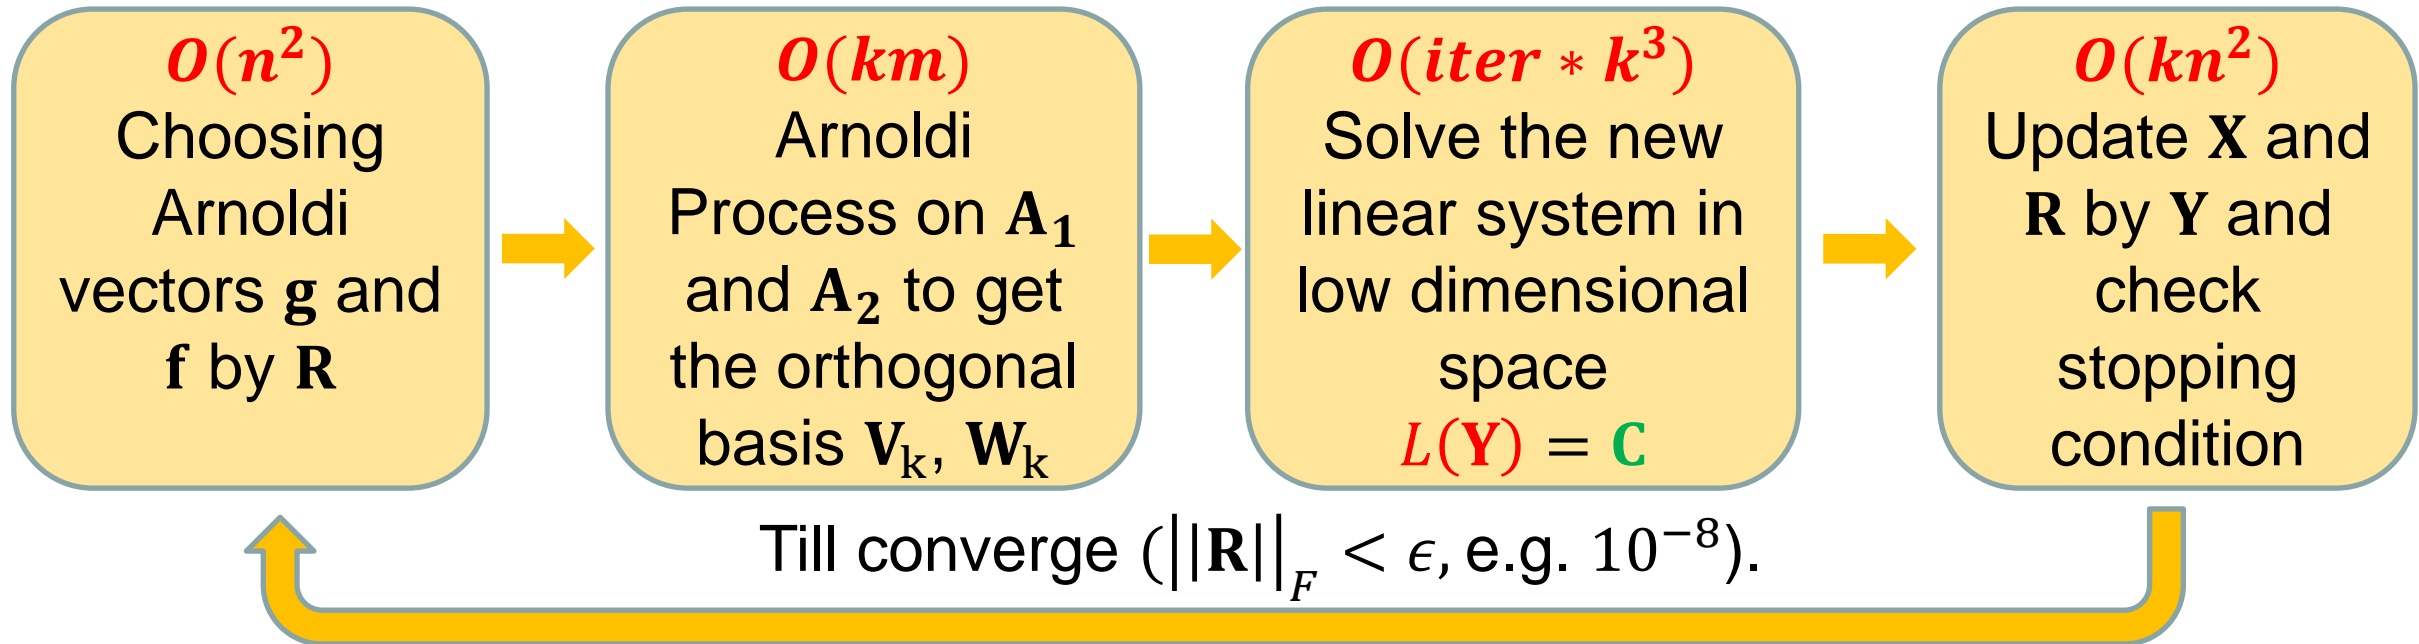 O(n²)
Choosing
Arnoldi
vectors g and
f by R
O(km)
Arnoldi
Process on A₁
and A₂ to get
the orthogonal
basis Vₖ, Wₖ
O(iter * k³)
Solve the new
linear system in
low dimensional
space
L(Y) = C
O(kn²)
Update X and
R by Y and
check
stopping
condition
Till converge (||R||_F < ϵ, e.g. 10⁻⁸).